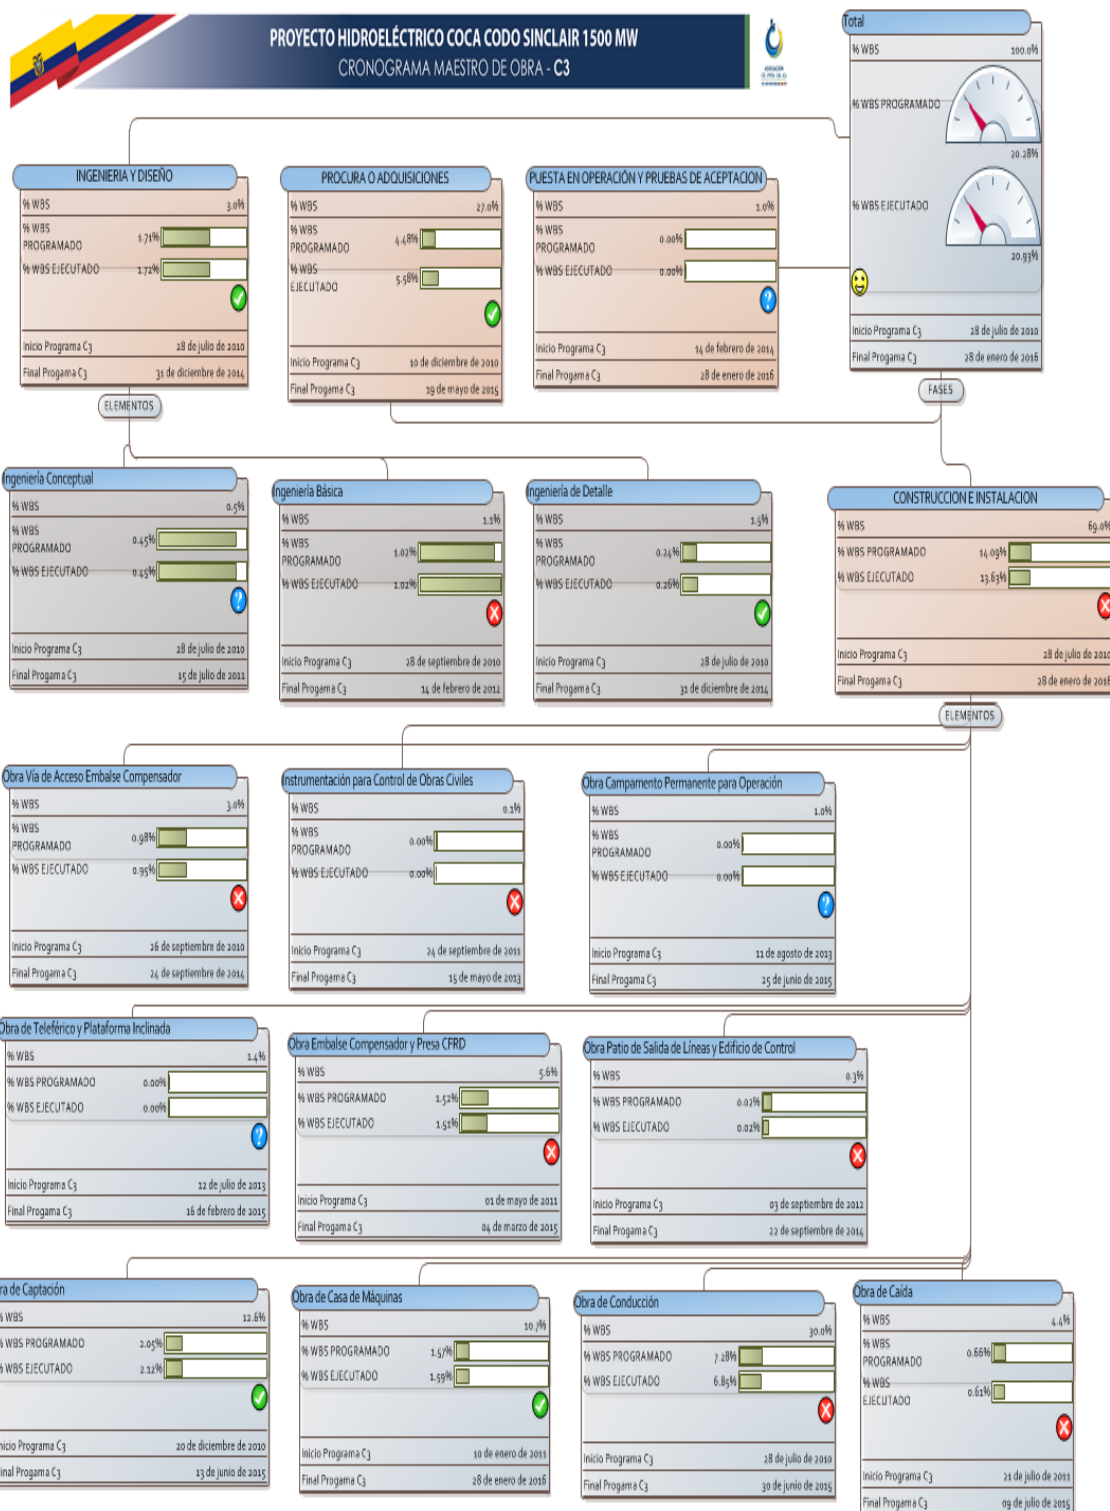 PROYECTO HIDROELÉCTRICO COCA CODO SINCLAIR 1500 MW
CRONOGRAMA MAESTRO DE OBRA - C3
Total
% WBS 100.0%
% WBS PROGRAMADO
20.28%
% WBS EJECUTADO
20.93%
Inicio Programa C3 28 de julio de 2010
Final Progama C3 28 de enero de 2016
FASES
INGENIERIA Y DISEÑO
% WBS 3.0%
% WBS
PROGRAMADO 1.71%
% WBS EJECUTADO 1.72%
Inicio Programa C3 28 de julio de 2010
Final Progama C3 31 de diciembre de 2014
ELEMENTOS
PROCURA O ADQUISICIONES
% WBS 27.0%
% WBS
PROGRAMADO 4.48%
% WBS
EJECUTADO 5.58%
Inicio Programa C3 10 de diciembre de 2010
Final Progama C3 19 de mayo de 2015
PUESTA EN OPERACIÓN Y PRUEBAS DE ACEPTACION
% WBS 1.0%
% WBS
PROGRAMADO 0.00%
% WBS EJECUTADO 0.00%
Inicio Programa C3 14 de febrero de 2014
Final Progama C3 28 de enero de 2016
Ingeniería Conceptual
% WBS 0.5%
% WBS
PROGRAMADO 0.45%
% WBS EJECUTADO 0.45%
Inicio Programa C3 28 de julio de 2010
Final Progama C3 15 de julio de 2011
Ingeniería Básica
% WBS 1.1%
% WBS
PROGRAMADO 1.02%
% WBS EJECUTADO 1.02%
Inicio Programa C3 28 de septiembre de 2010
Final Progama C3 14 de febrero de 2012
Ingeniería de Detalle
% WBS 1.5%
% WBS
PROGRAMADO 0.24%
% WBS EJECUTADO 0.26%
Inicio Programa C3 28 de julio de 2010
Final Progama C3 31 de diciembre de 2014
CONSTRUCCION E INSTALACION
% WBS 69.0%
% WBS PROGRAMADO 14.09%
% WBS EJECUTADO 13.63%
Inicio Programa C3 28 de julio de 2010
Final Progama C3 28 de enero de 2016
ELEMENTOS
Obra Vía de Acceso Embalse Compensador
% WBS 3.0%
% WBS
PROGRAMADO 0.98%
% WBS EJECUTADO 0.95%
Inicio Programa C3 26 de septiembre de 2010
Final Progama C3 24 de septiembre de 2014
Instrumentación para Control de Obras Civiles
% WBS 0.1%
% WBS
PROGRAMADO 0.00%
% WBS EJECUTADO 0.00%
Inicio Programa C3 24 de septiembre de 2011
Final Progama C3 15 de mayo de 2013
Obra Campamento Permanente para Operación
% WBS 1.0%
% WBS
PROGRAMADO 0.00%
% WBS EJECUTADO 0.00%
Inicio Programa C3 11 de agosto de 2013
Final Progama C3 25 de junio de 2015
Obra de Teleférico y Plataforma Inclinada
% WBS 1.4%
% WBS PROGRAMADO 0.00%
% WBS EJECUTADO 0.00%
Inicio Programa C3 12 de julio de 2013
Final Progama C3 16 de febrero de 2015
Obra Embalse Compensador y Presa CFRD
% WBS 5.6%
% WBS PROGRAMADO 1.52%
% WBS EJECUTADO 1.51%
Inicio Programa C3 01 de mayo de 2011
Final Progama C3 04 de marzo de 2015
Obra Patio de Salida de Líneas y Edificio de Control
% WBS 0.3%
% WBS PROGRAMADO 0.02%
% WBS EJECUTADO 0.02%
Inicio Programa C3 03 de septiembre de 2012
Final Progama C3 22 de septiembre de 2014
ra de Captación
% WBS 12.6%
% WBS PROGRAMADO 2.05%
% WBS EJECUTADO 2.12%
nicio Programa C3 20 de diciembre de 2010
inal Progama C3 13 de junio de 2015
Obra de Casa de Máquinas
% WBS 10.7%
% WBS PROGRAMADO 1.57%
% WBS EJECUTADO 1.59%
Inicio Programa C3 10 de enero de 2011
Final Progama C3 28 de enero de 2016
Obra de Conducción
% WBS 30.0%
% WBS PROGRAMADO 7.28%
% WBS EJECUTADO 6.85%
Inicio Programa C3 28 de julio de 2010
Final Progama C3 30 de junio de 2015
Obra de Caída
% WBS 4.4%
% WBS
PROGRAMADO 0.66%
% WBS
EJECUTADO 0.61%
Inicio Programa C3 21 de julio de 2011
Final Progama C3 09 de julio de 2015